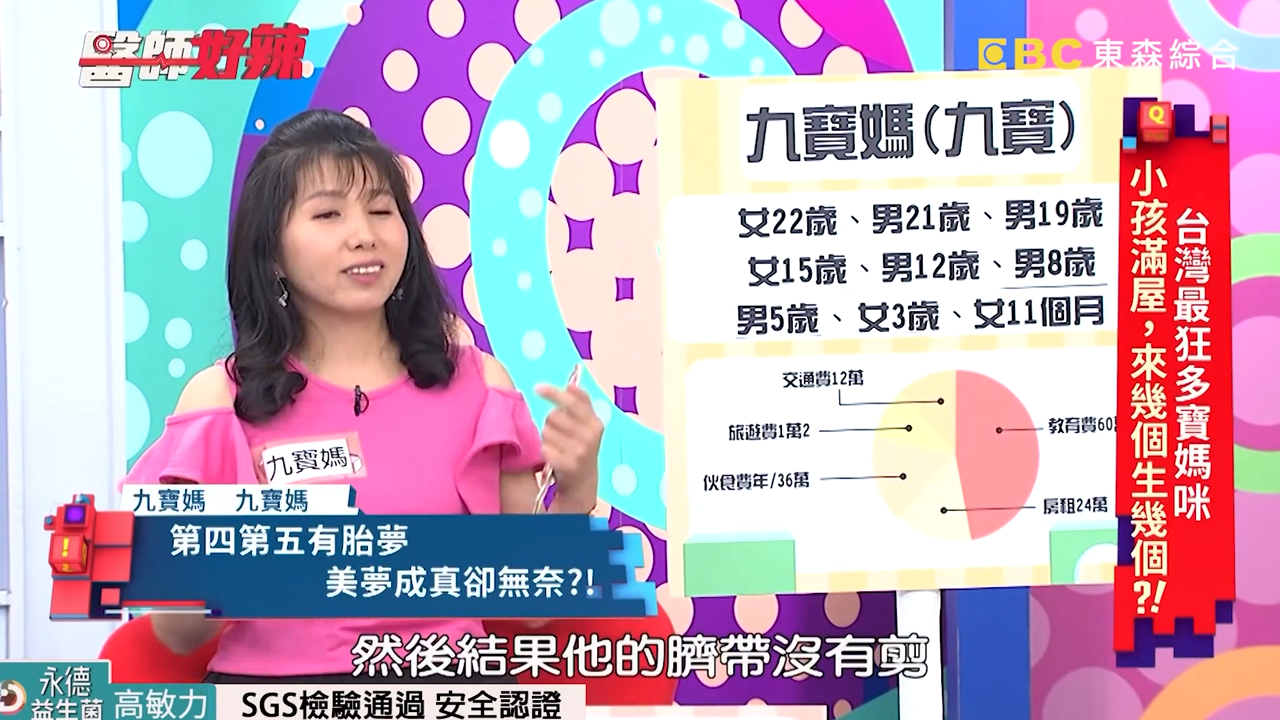 醫師好辣
EBC 東森綜合
九寶媽(九寶)
女22歲、男21歲、男19歲
女15歲、男12歲、男8歲
男5歲、女3歲、女11個月
交通費12萬
旅遊費1萬2
伙食費年/36萬
教育費60
房租24萬
Q
台灣最狂多寶媽咪
小孩滿屋,來幾個生幾個?!
九寶媽
九寶媽 九寶媽
第四第五有胎夢
美夢成真卻無奈?!
然後結果他的臍帶沒有剪
永德
益生菌
高敏力
SGS檢驗通過 安全認證